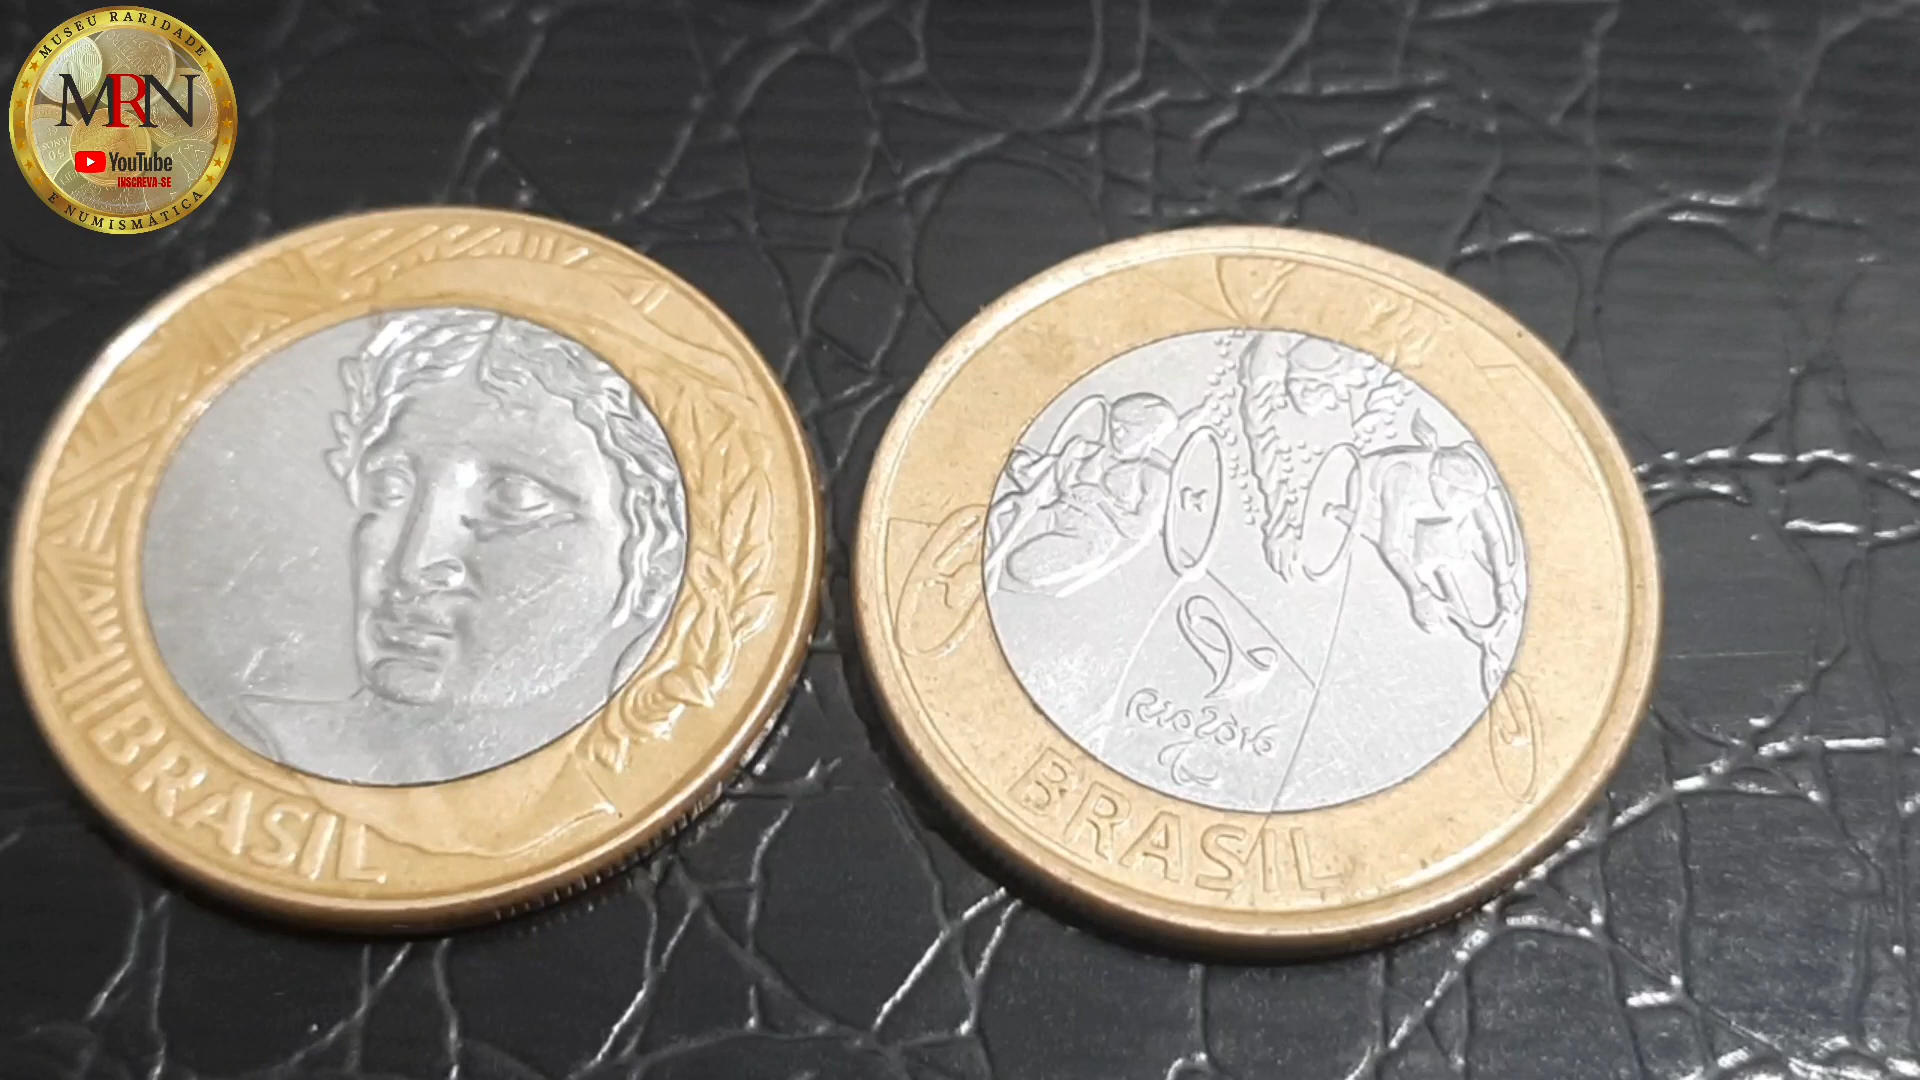 MUSEU RARIDADE
MRN
YouTube
INSCREVA-SE
E NUMISMÁTICA
BRASIL
Rio2016
BRASIL